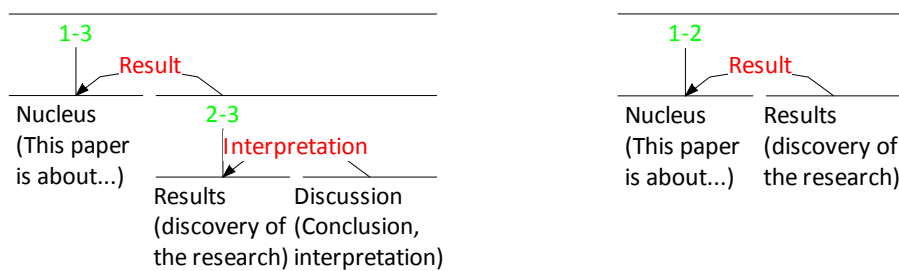 1-3
Result
Nucleus
(This paper
is about...)
2-3
Interpretation
Results
(discovery of
the research)
Discussion
(Conclusion,
interpretation)
1-2
Result
Nucleus
(This paper
is about...)
Results
(discovery of
the research)